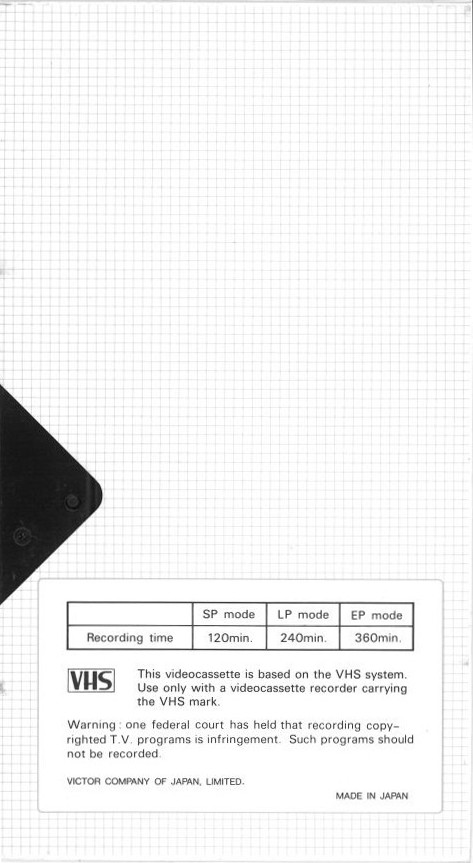 SP mode LP mode EP mode
Recording time 120min. 240min. 360min.
VHS
This videocassette is based on the VHS system.
Use only with a videocassette recorder carrying
the VHS mark.
Warning : one federal court has held that recording copy–
righted T.V. programs is infringement. Such programs should
not be recorded.
VICTOR COMPANY OF JAPAN, LIMITED.
MADE IN JAPAN